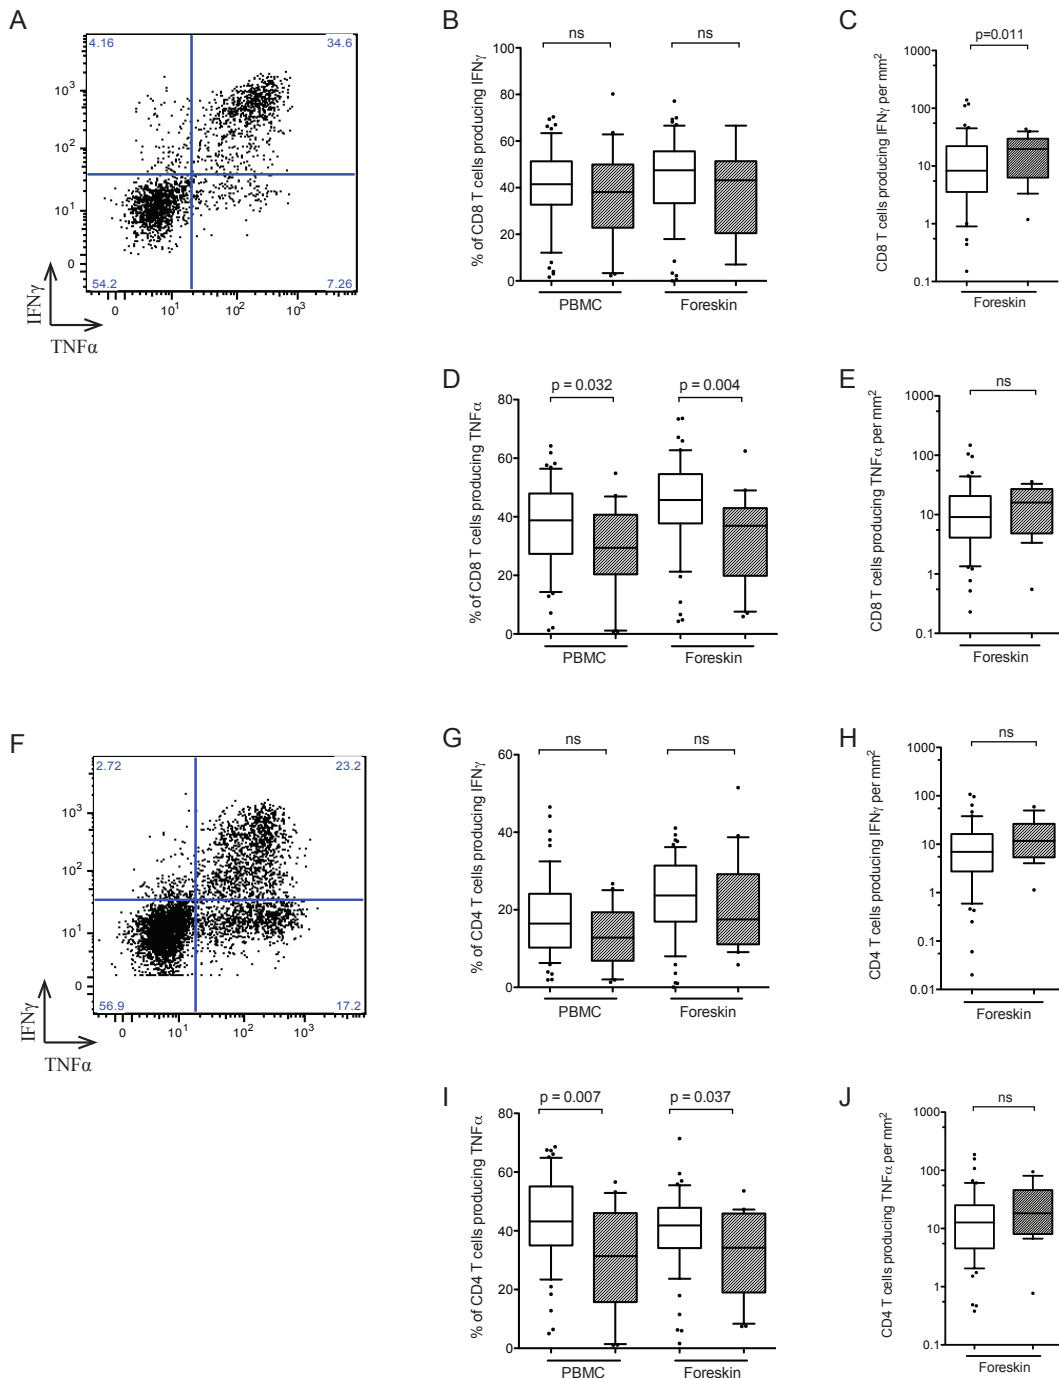 A
4.16
34.6
10³
10²
10¹
0
54.2
7.26
0
10¹
10²
10³
IFNγ
TNFα
B
ns
ns
% of CD8 T cells producing IFNγ
100
80
60
40
20
0
PBMC
Foreskin
C
p=0.011
CD8 T cells producing IFNγ per mm²
1000
100
10
1
0.1
Foreskin
D
p = 0.032
p = 0.004
% of CD8 T cells producing TNFα
80
60
40
20
0
PBMC
Foreskin
E
ns
CD8 T cells producing TNFα per mm²
1000
100
10
1
0.1
Foreskin
F
2.72
23.2
10³
10²
10¹
0
56.9
17.2
0
10¹
10²
10³
IFNγ
TNFα
G
ns
ns
% of CD4 T cells producing IFNγ
60
40
20
0
PBMC
Foreskin
H
ns
CD4 T cells producing IFNγ per mm²
1000
100
10
1
0.1
0.01
Foreskin
I
p = 0.007
p = 0.037
% of CD4 T cells producing TNFα
80
60
40
20
0
PBMC
Foreskin
J
ns
CD4 T cells producing TNFα per mm²
1000
100
10
1
0.1
Foreskin